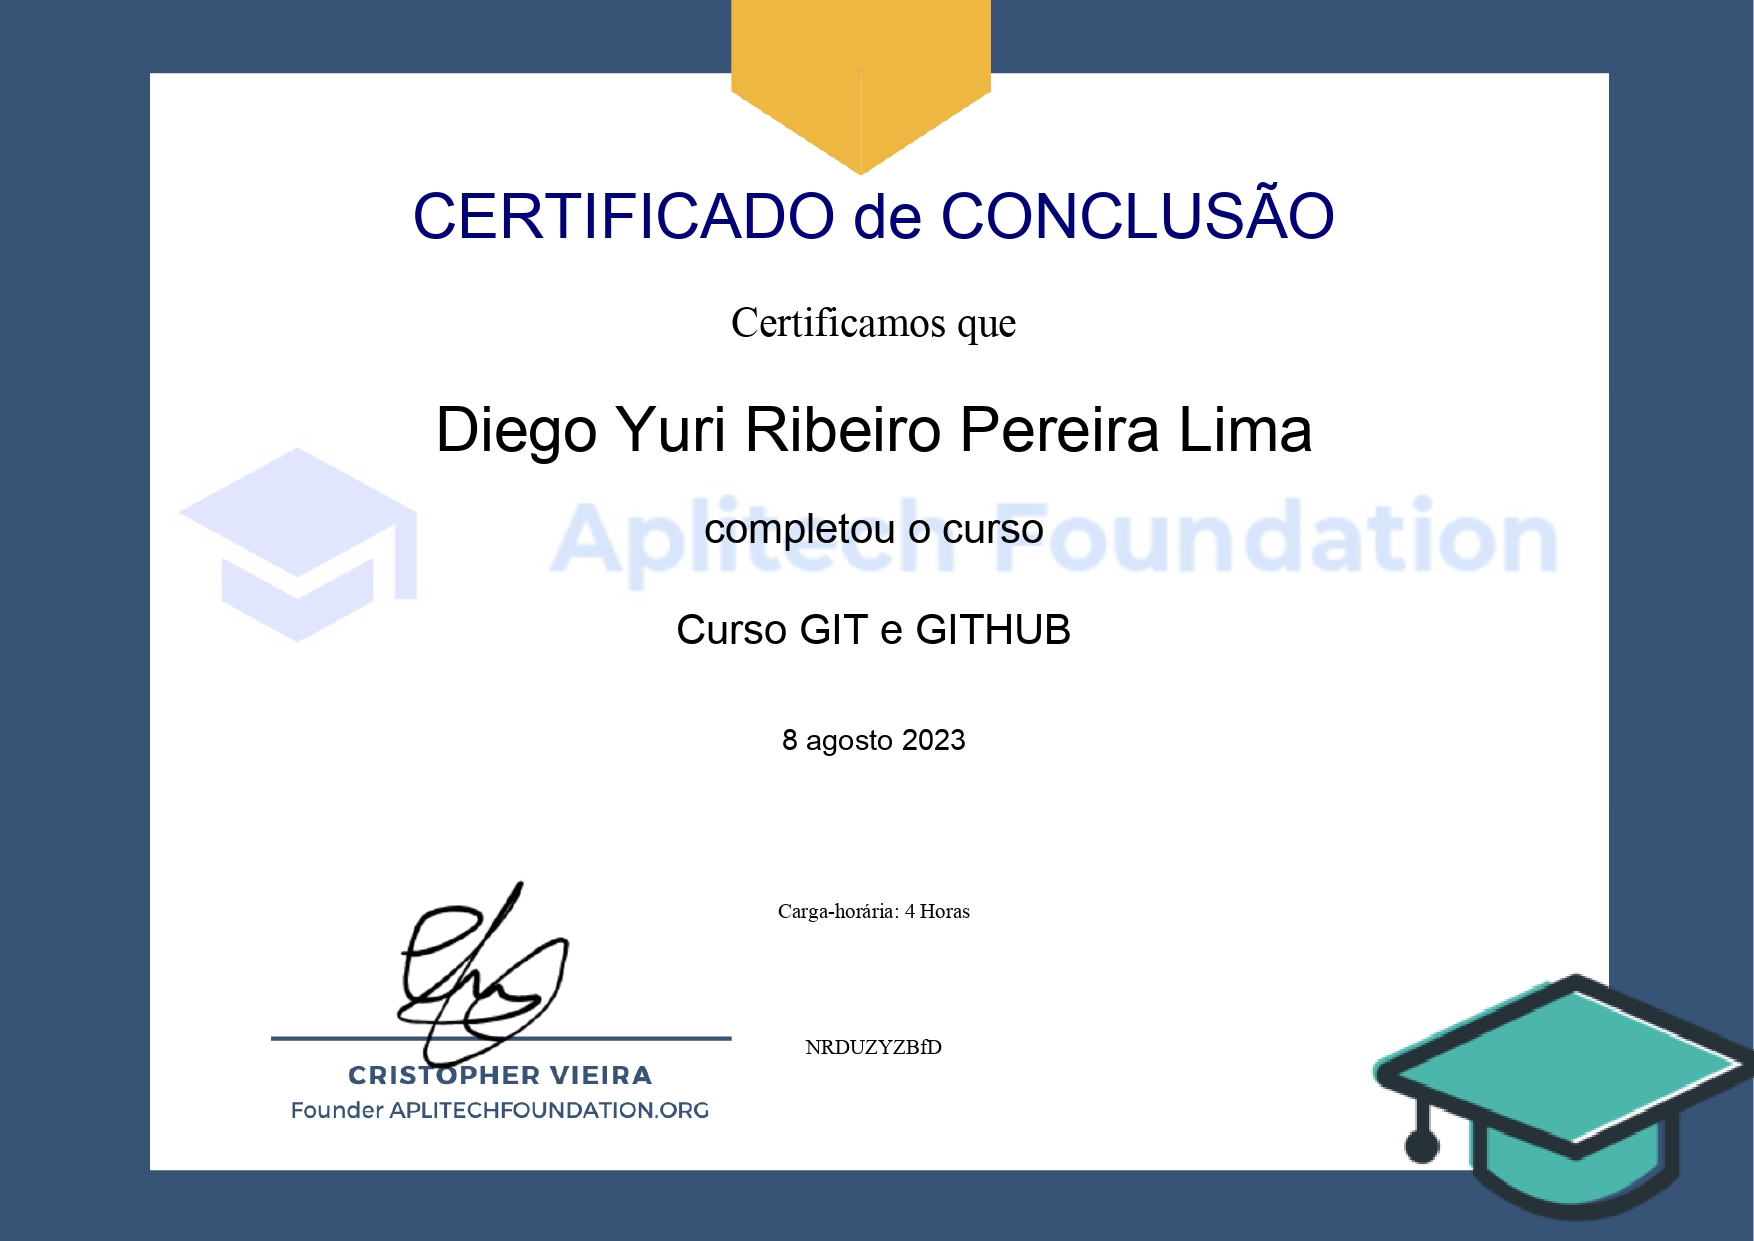 CERTIFICADO de CONCLUSÃO
Certificamos que
Diego Yuri Ribeiro Pereira Lima
Aplitech Foundation
completou o curso
Curso GIT e GITHUB
8 agosto 2023
Carga-horária: 4 Horas
NRDUZYZBfD
CRISTOPHER VIEIRA
Founder APLITECHFOUNDATION.ORG